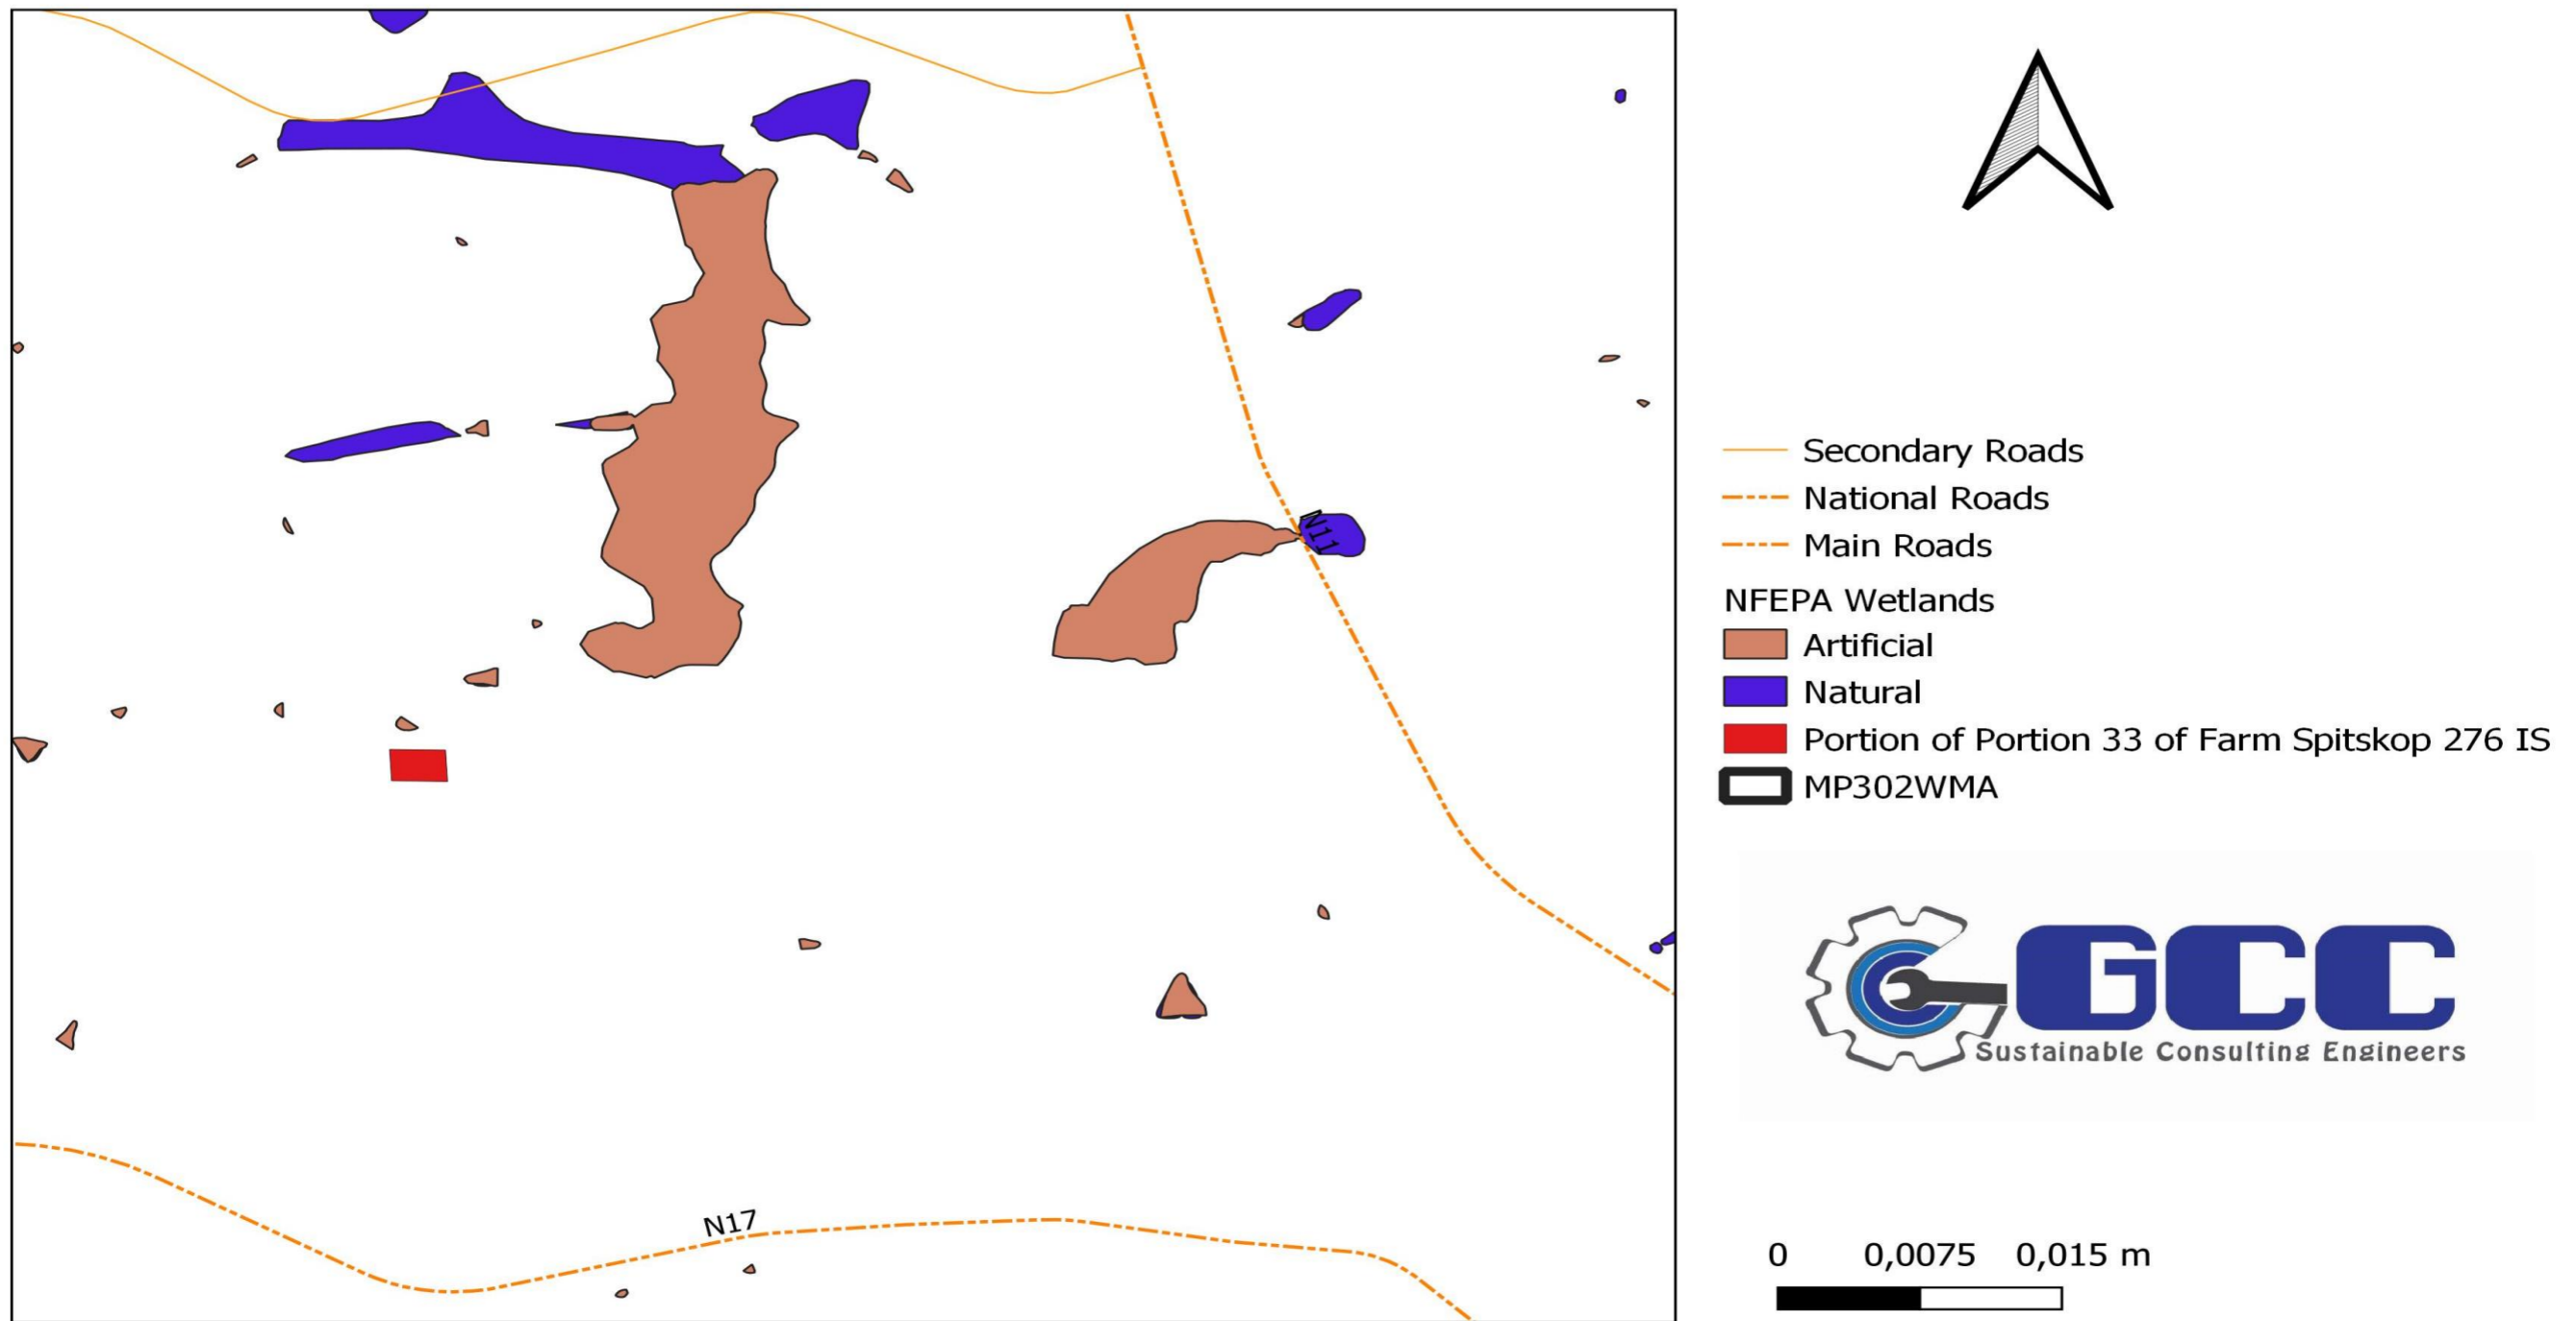 N11
N17
Secondary Roads
National Roads
Main Roads
NFEPA Wetlands
Artificial
Natural
Portion of Portion 33 of Farm Spitskop 276 IS
MP302WMA
GCC
Sustainable Consulting Engineers
0 0,0075 0,015 m